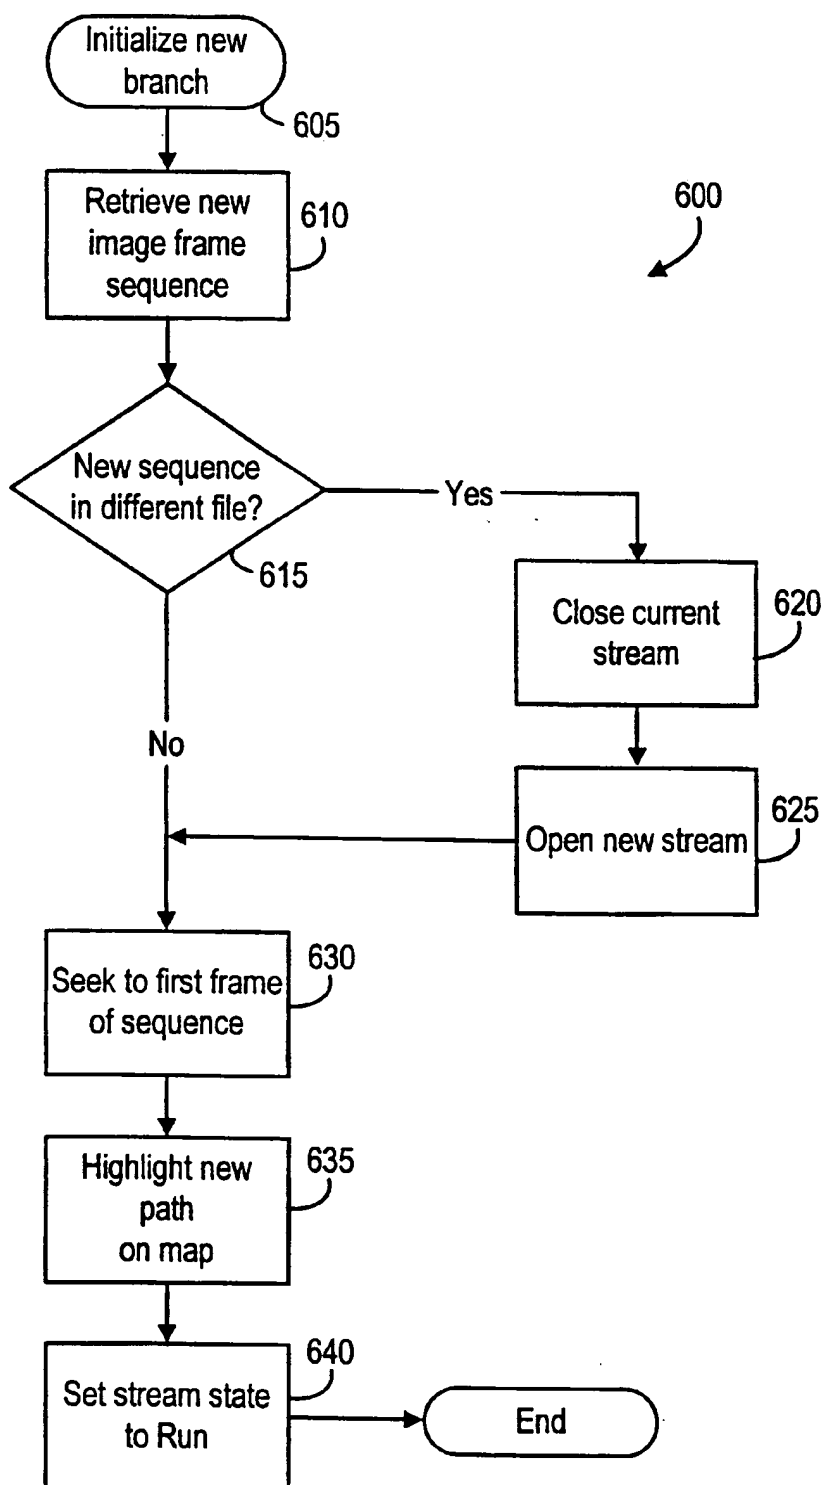 Initialize new
branch
605
Retrieve new
image frame
sequence
610
600
New sequence
in different file?
615
Yes
Close current
stream
620
No
Open new stream
625
Seek to first frame
of sequence
630
Highlight new
path
on map
635
Set stream state
to Run
640
End